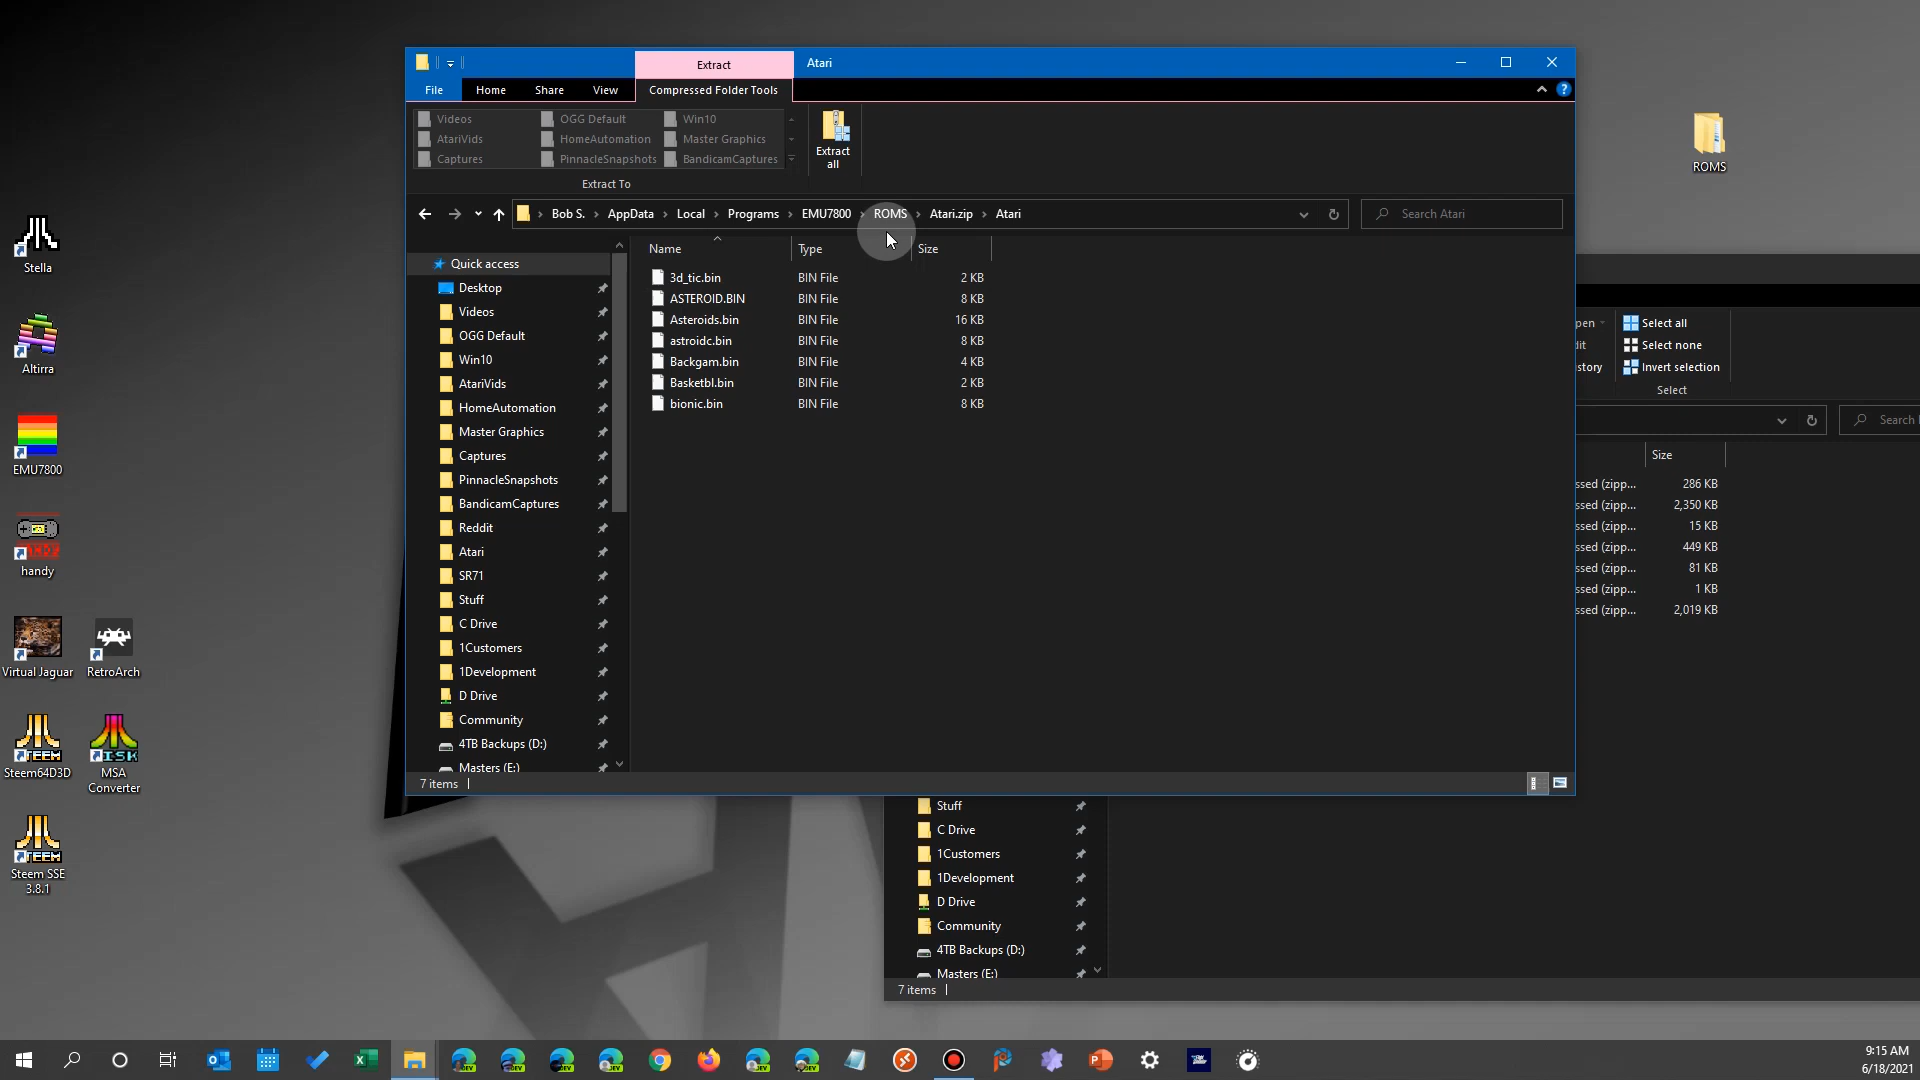 Extract
Atari
File
Home
Share
View
Compressed Folder Tools
Videos
OGG Default
Win10
AtariVids
HomeAutomation
Master Graphics
Captures
PinnacleSnapshots
BandicamCaptures
Extract To
Extract
all
Bob S. > AppData > Local > Programs > EMU7800 > ROMS > Atari.zip > Atari
Search Atari
Name
Type
Size
3d_tic.bin BIN File 2 KB
ASTEROID.BIN BIN File 8 KB
Asteroids.bin BIN File 16 KB
astroidc.bin BIN File 8 KB
Backgam.bin BIN File 4 KB
Basketbl.bin BIN File 2 KB
bionic.bin BIN File 8 KB
Quick access
Desktop
Videos
OGG Default
Win10
AtariVids
HomeAutomation
Master Graphics
Captures
PinnacleSnapshots
BandicamCaptures
Reddit
Atari
SR71
Stuff
C Drive
1Customers
1Development
D Drive
Community
4TB Backups (D:)
Masters (E:)
7 items
ROMS
pen
dit
story
Select all
Select none
Invert selection
Select
Search
Size
ssed (zipp... 286 KB
ssed (zipp... 2,350 KB
ssed (zipp... 15 KB
ssed (zipp... 449 KB
ssed (zipp... 81 KB
ssed (zipp... 1 KB
ssed (zipp... 2,019 KB
Stuff
C Drive
1Customers
1Development
D Drive
Community
4TB Backups (D:)
Masters (E:)
7 items
Stella
Altirra
EMU7800
handy
Virtual Jaguar
RetroArch
Steem64D3D
MSA
Converter
Steem SSE
3.8.1
9:15 AM
6/18/2021